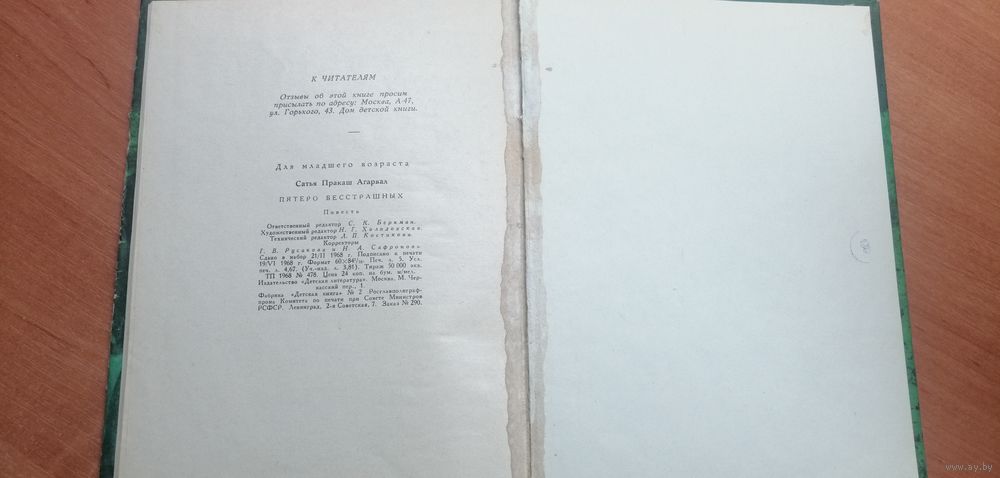 К ЧИТАТЕЛЯМ
Отзывы об этой книге просим
присылать по адресу: Москва, А-47,
ул. Горького, 43. Дом детской книги.
Для младшего возраста
Сатья Пракаш Агарвал
ПЯТЕРО БЕССТРАШНЫХ
Повесть
Ответственный редактор С. К. Беркман.
Художественный редактор Н. Г. Холодовская.
Технический редактор Л. П. Костикова.
Корректоры
Г. В. Русакова и Н. А. Сафронова.
Сдано в набор 21/II 1968 г. Подписано к печати
19/VI 1968 г. Формат 60×84¹/₁₆. Печ. л. 5. Усл.
печ. л. 4,67. (Уч.-изд. л. 3,81). Тираж 50 000 экз.
ТП 1968 № 478. Цена 24 коп. на бум. м/мел.
Издательство «Детская литература». Москва, М. Чер-
касский пер., 1.
Фабрика «Детская книга» № 2 Росглавполиграф-
прома Комитета по печати при Совете Министров
РСФСР. Ленинград, 2-я Советская, 7. Заказ № 290.
www.ay.by